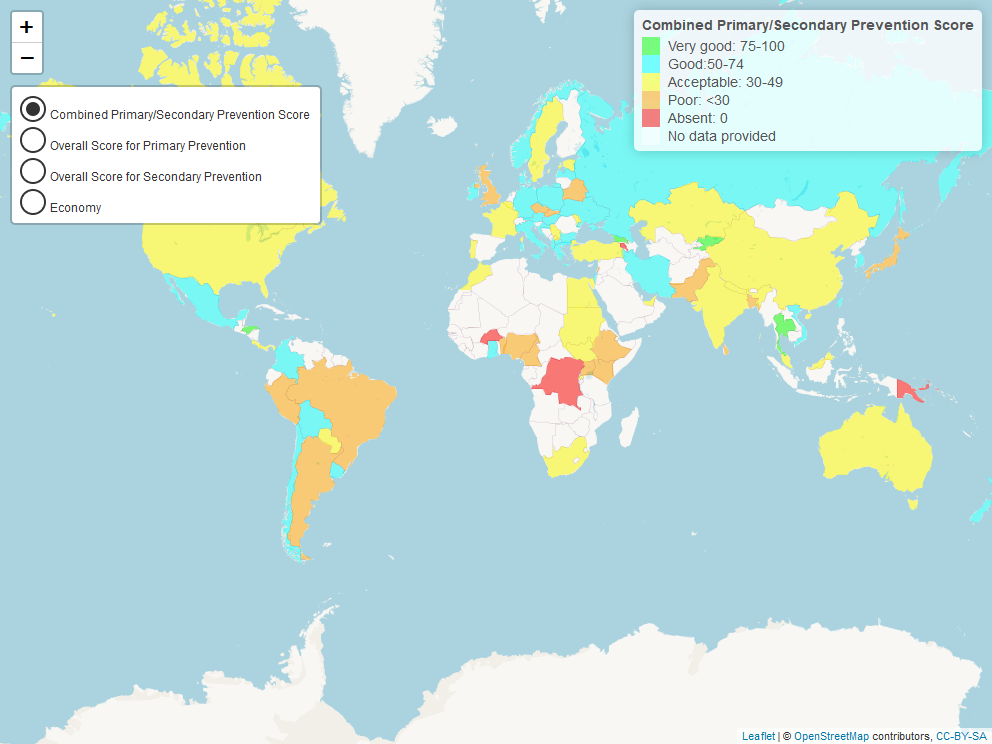 +
−
Combined Primary/Secondary Prevention Score
Overall Score for Primary Prevention
Overall Score for Secondary Prevention
Economy
Combined Primary/Secondary Prevention Score
Very good: 75-100
Good:50-74
Acceptable: 30-49
Poor: <30
Absent: 0
No data provided
Leaflet | © OpenStreetMap contributors, CC-BY-SA